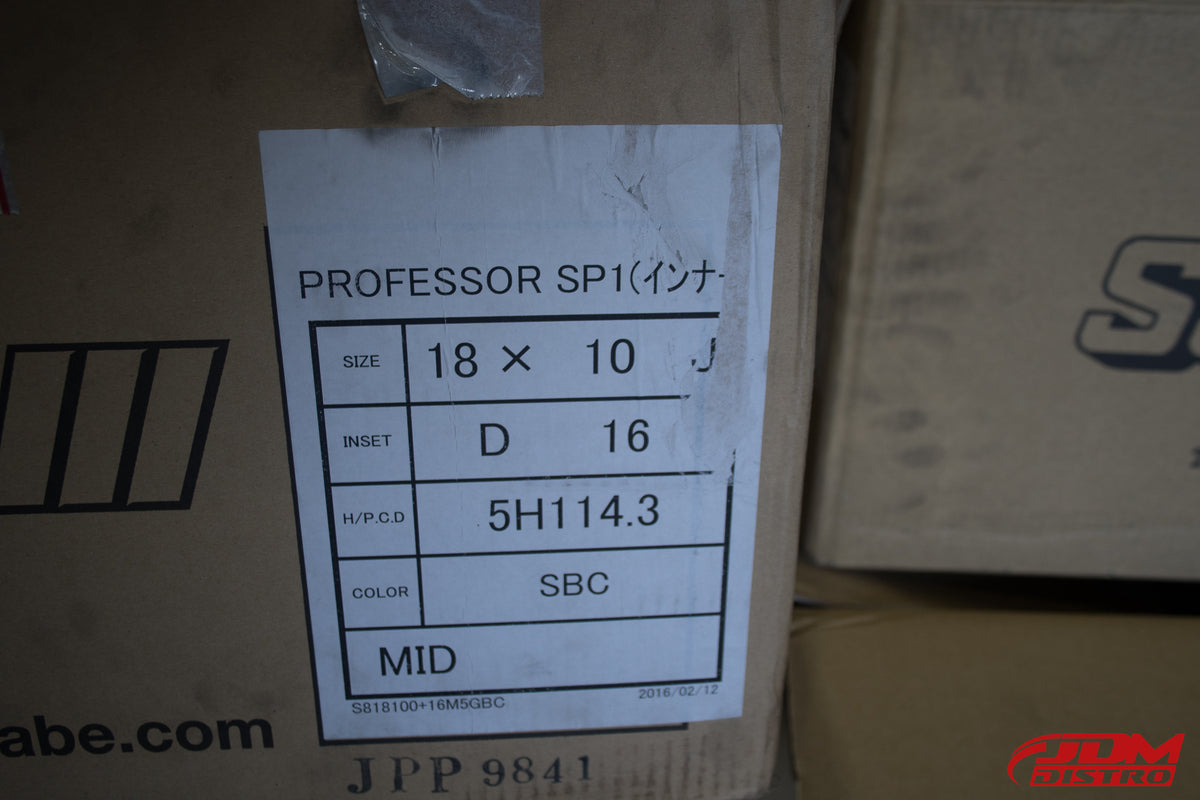 PROFESSOR SP1(インナー
SIZE 18 × 10 J
INSET D 16
H/P.C.D 5H114.3
COLOR SBC
MID
S818100+16M5GBC 2016/02/12
abe.com
JPP 9841
JDM
DISTRO